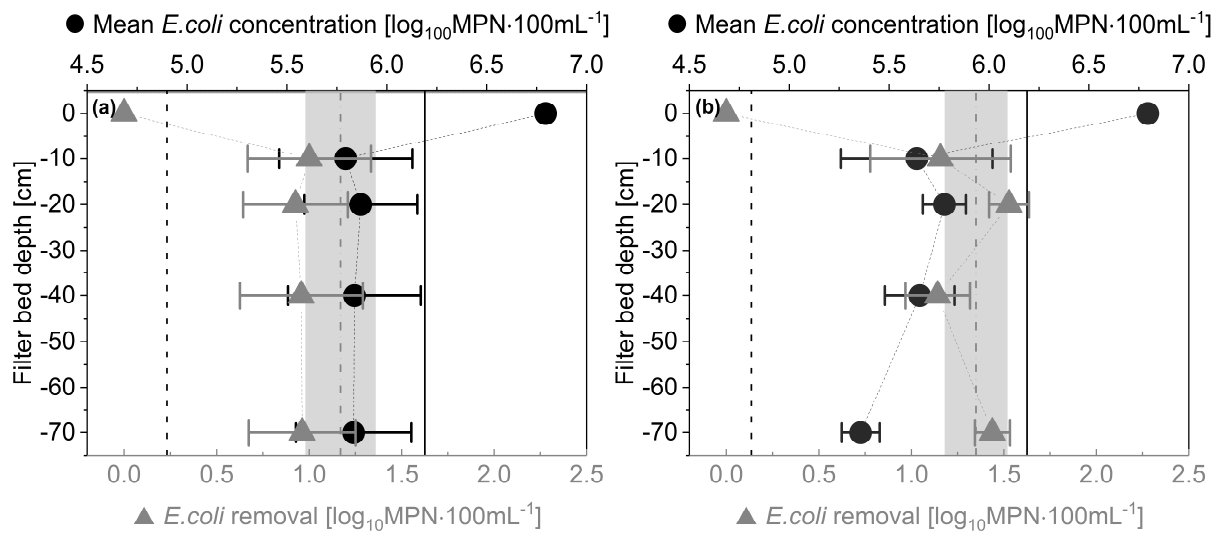 ● Mean E.coli concentration [log₁₀₀MPN·100mL⁻¹]
4.5 5.0 5.5 6.0 6.5 7.0
(a)
0
-10
-20
-30
-40
-50
-60
-70
Filter bed depth [cm]
0.0 0.5 1.0 1.5 2.0 2.5
▲ E.coli removal [log₁₀MPN·100mL⁻¹]
● Mean E.coli concentration [log₁₀₀MPN·100mL⁻¹]
4.5 5.0 5.5 6.0 6.5 7.0
(b)
0
-10
-20
-30
-40
-50
-60
-70
Filter bed depth [cm]
0.0 0.5 1.0 1.5 2.0 2.5
▲ E.coli removal [log₁₀MPN·100mL⁻¹]